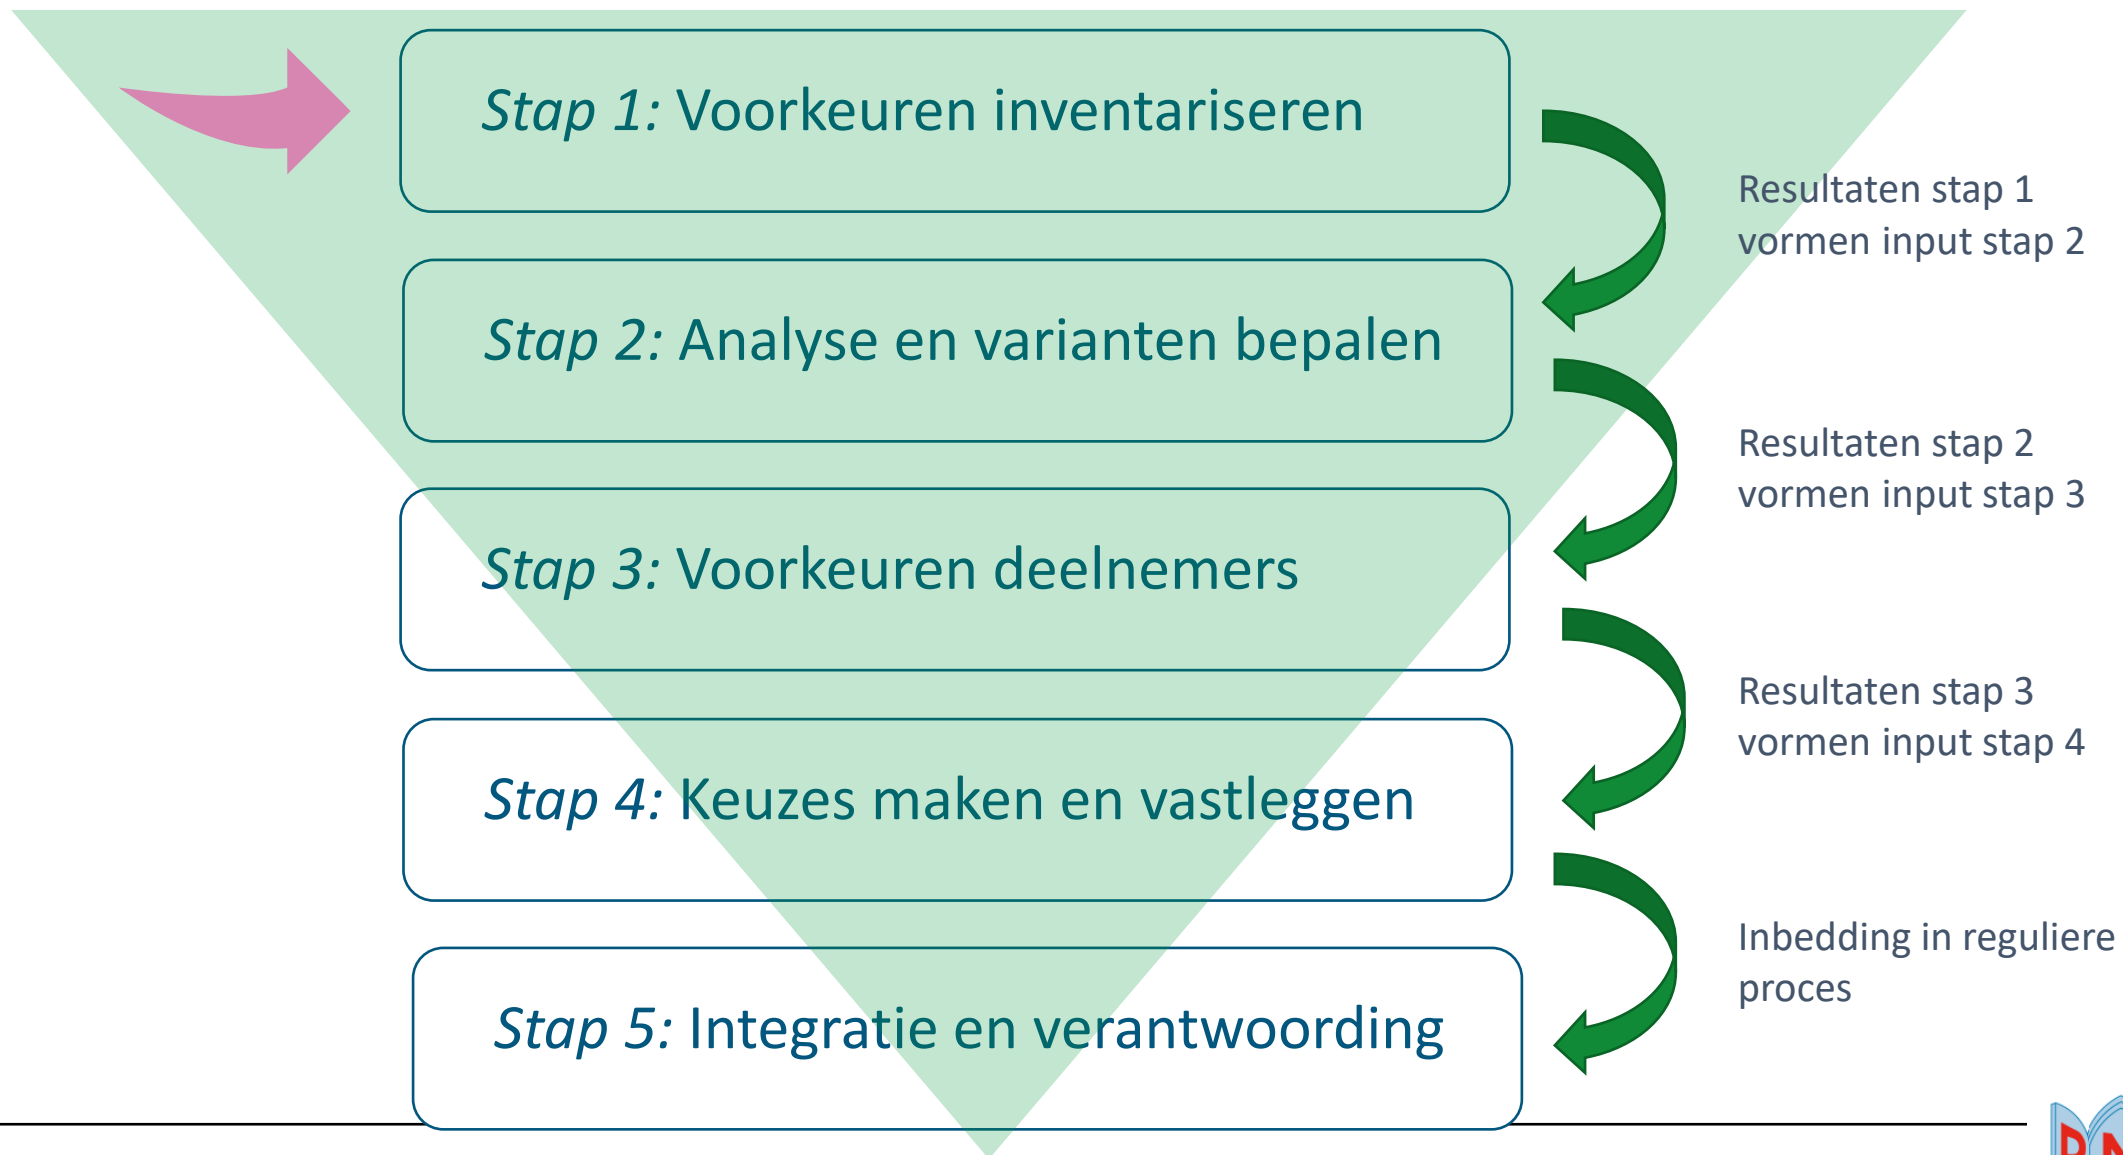 Stap 1: Voorkeuren inventariseren
Resultaten stap 1
vormen input stap 2
Stap 2: Analyse en varianten bepalen
Resultaten stap 2
vormen input stap 3
Stap 3: Voorkeuren deelnemers
Resultaten stap 3
vormen input stap 4
Stap 4: Keuzes maken en vastleggen
Inbedding in reguliere
proces
Stap 5: Integratie en verantwoording